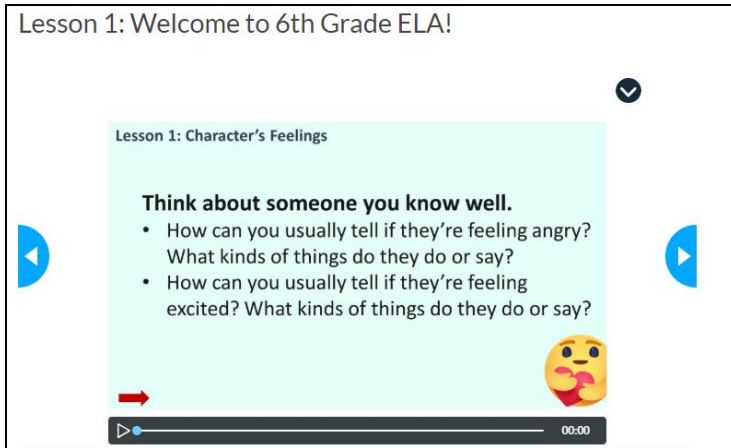 Lesson 1: Welcome to 6th Grade ELA!
Lesson 1: Character's Feelings
Think about someone you know well.
• How can you usually tell if they're feeling angry?
What kinds of things do they do or say?
• How can you usually tell if they're feeling
excited? What kinds of things do they do or say?
00:00